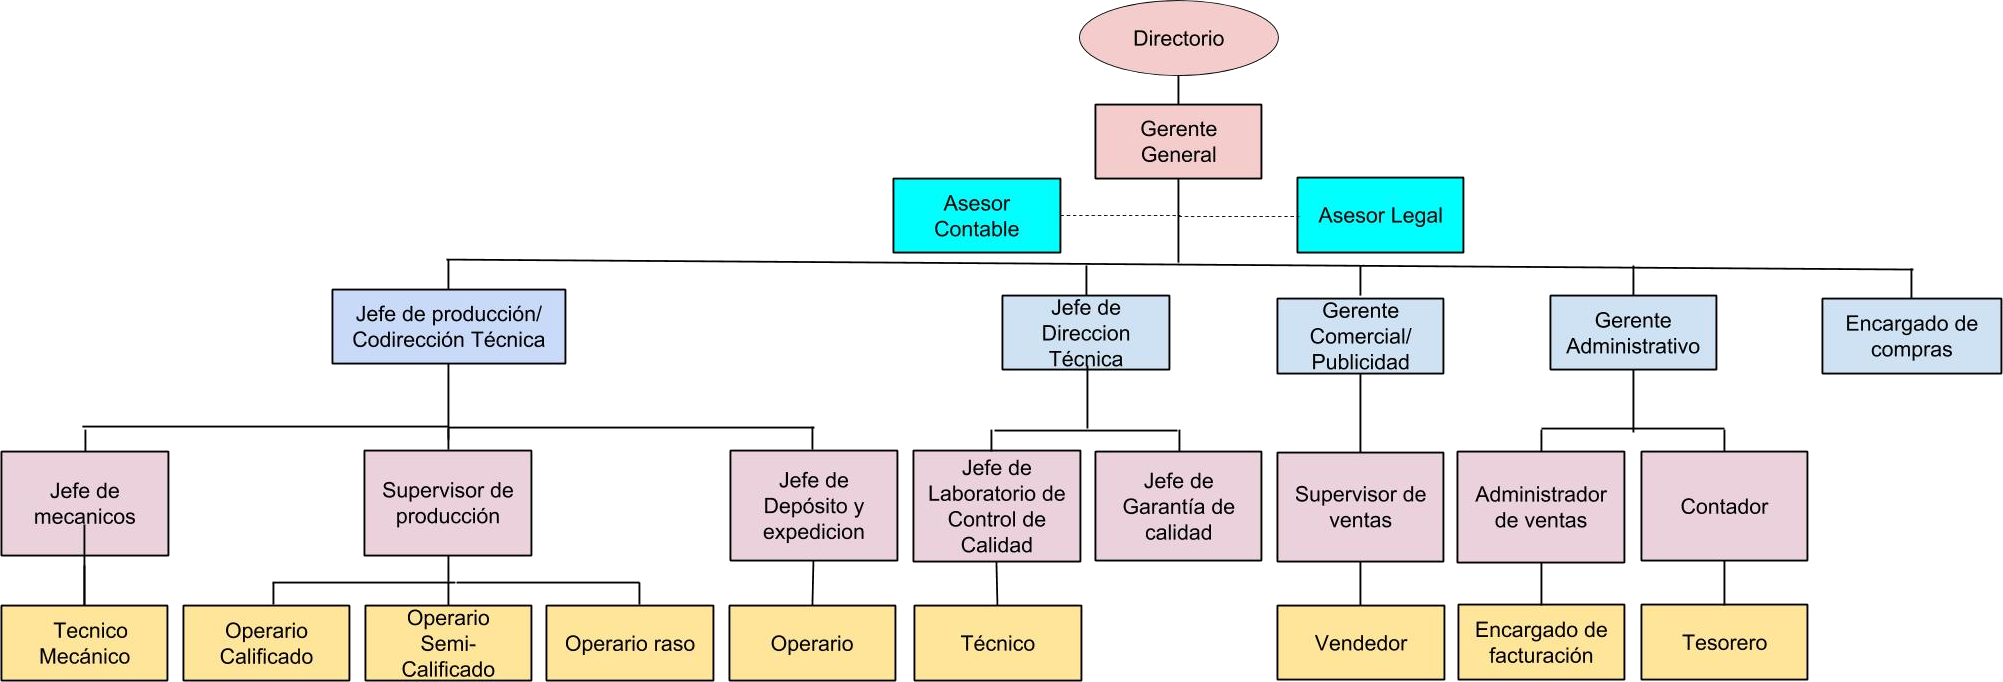 Directorio
Gerente
General
Asesor
Contable
Asesor Legal
Jefe de producción/
Codirección Técnica
Jefe de
Direccion
Técnica
Gerente
Comercial/
Publicidad
Gerente
Administrativo
Encargado de
compras
Jefe de
mecanicos
Supervisor de
producción
Jefe de
Depósito y
expedicion
Jefe de
Laboratorio de
Control de
Calidad
Jefe de
Garantía de
calidad
Supervisor de
ventas
Administrador
de ventas
Contador
Tecnico
Mecánico
Operario
Calificado
Operario
Semi-
Calificado
Operario raso
Operario
Técnico
Vendedor
Encargado de
facturación
Tesorero